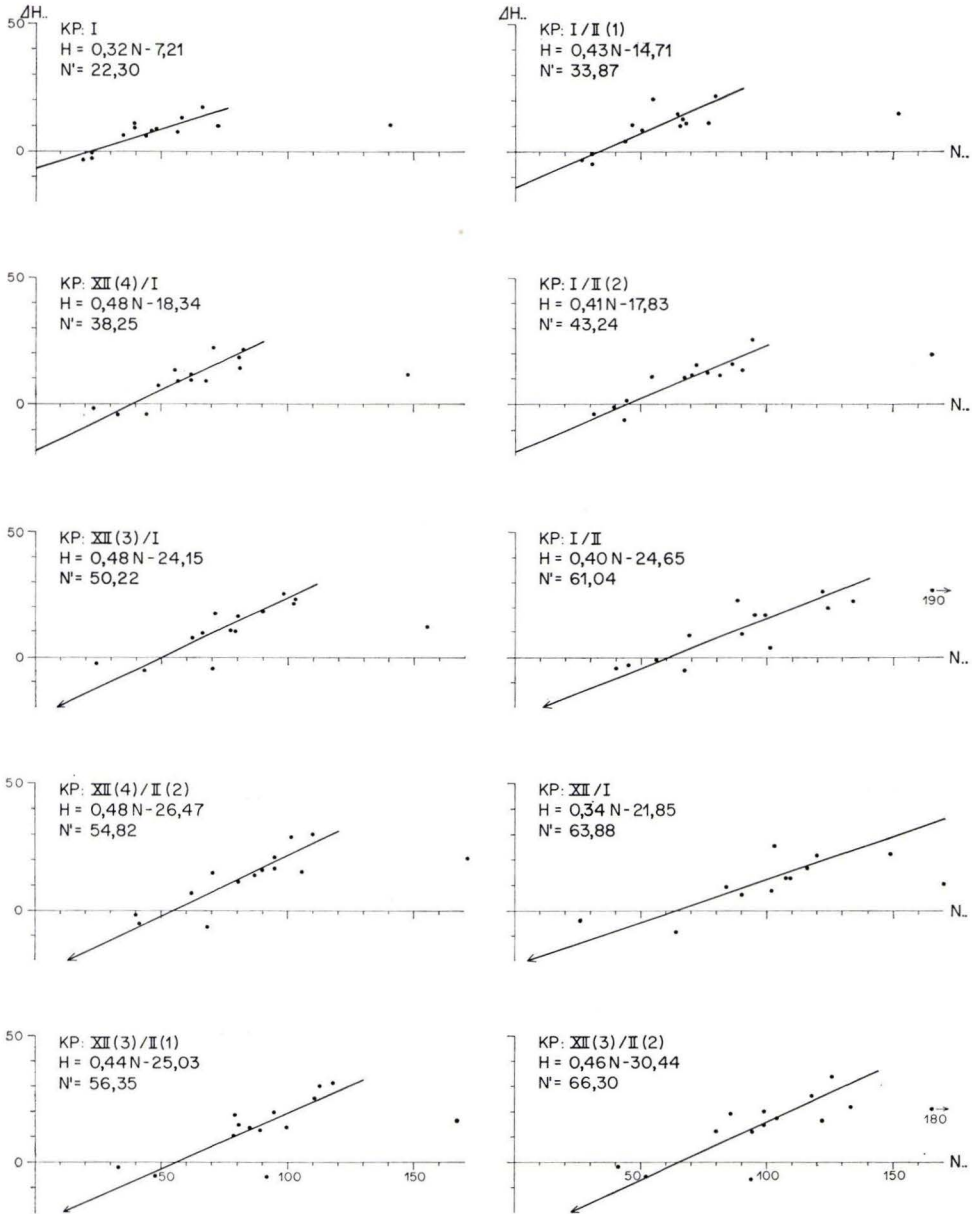 ΔH..
50
KP: I
H = 0,32 N - 7,21
N' = 22,30
0
ΔH..
KP: I / II (1)
H = 0,43 N - 14,71
N' = 33,87
N..
50
KP: XII (4) / I
H = 0,48 N - 18,34
N' = 38,25
0
KP: I / II (2)
H = 0,41 N - 17,83
N' = 43,24
N..
50
KP: XII (3) / I
H = 0,48 N - 24,15
N' = 50,22
0
KP: I / II
H = 0,40 N - 24,65
N' = 61,04
190
N..
50
KP: XII (4) / II (2)
H = 0,48 N - 26,47
N' = 54,82
0
KP: XII / I
H = 0,34 N - 21,85
N' = 63,88
N..
50
KP: XII (3) / II (1)
H = 0,44 N - 25,03
N' = 56,35
0
50 100 150
KP: XII (3) / II (2)
H = 0,46 N - 30,44
N' = 66,30
180
N..
50 100 150